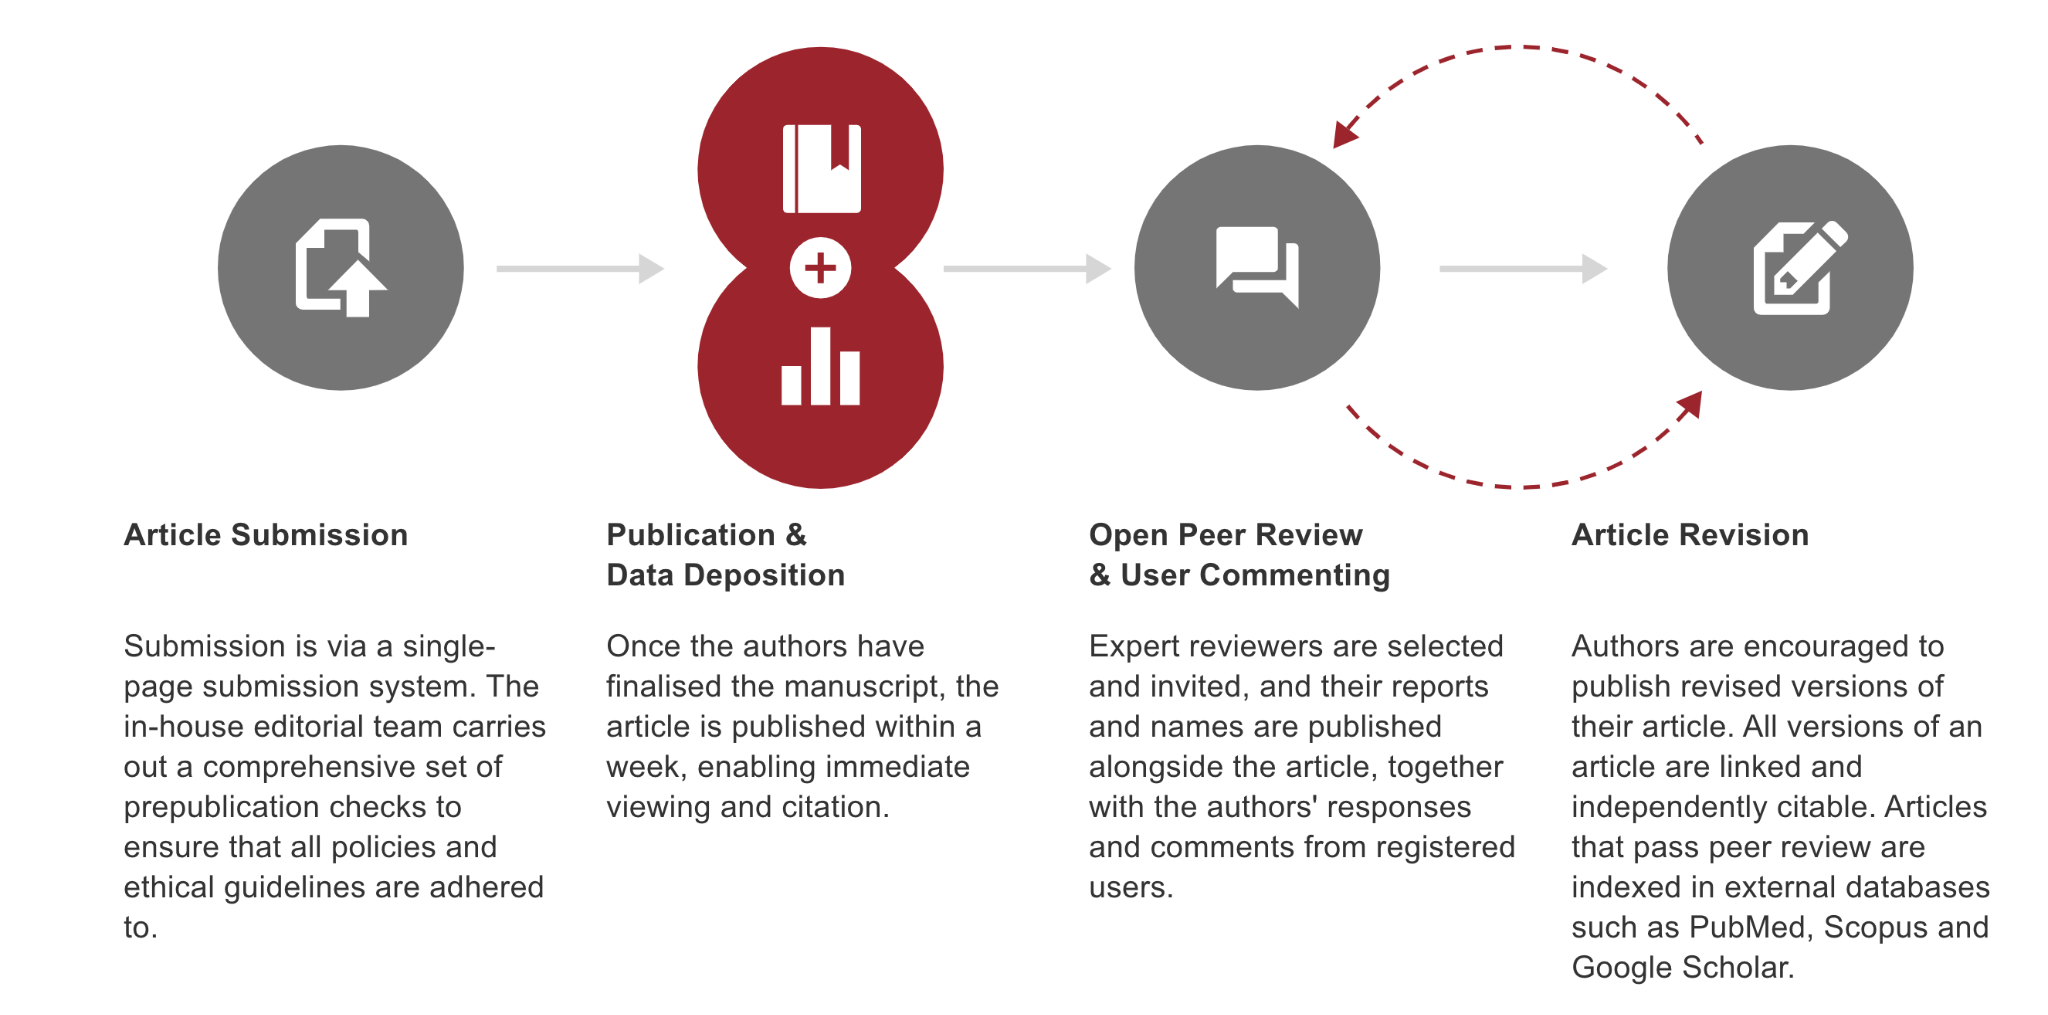 Article Submission
Submission is via a single-
page submission system. The
in-house editorial team carries
out a comprehensive set of
prepublication checks to
ensure that all policies and
ethical guidelines are adhered
to.
Publication &
Data Deposition
Once the authors have
finalised the manuscript, the
article is published within a
week, enabling immediate
viewing and citation.
Open Peer Review
& User Commenting
Expert reviewers are selected
and invited, and their reports
and names are published
alongside the article, together
with the authors' responses
and comments from registered
users.
Article Revision
Authors are encouraged to
publish revised versions of
their article. All versions of an
article are linked and
independently citable. Articles
that pass peer review are
indexed in external databases
such as PubMed, Scopus and
Google Scholar.